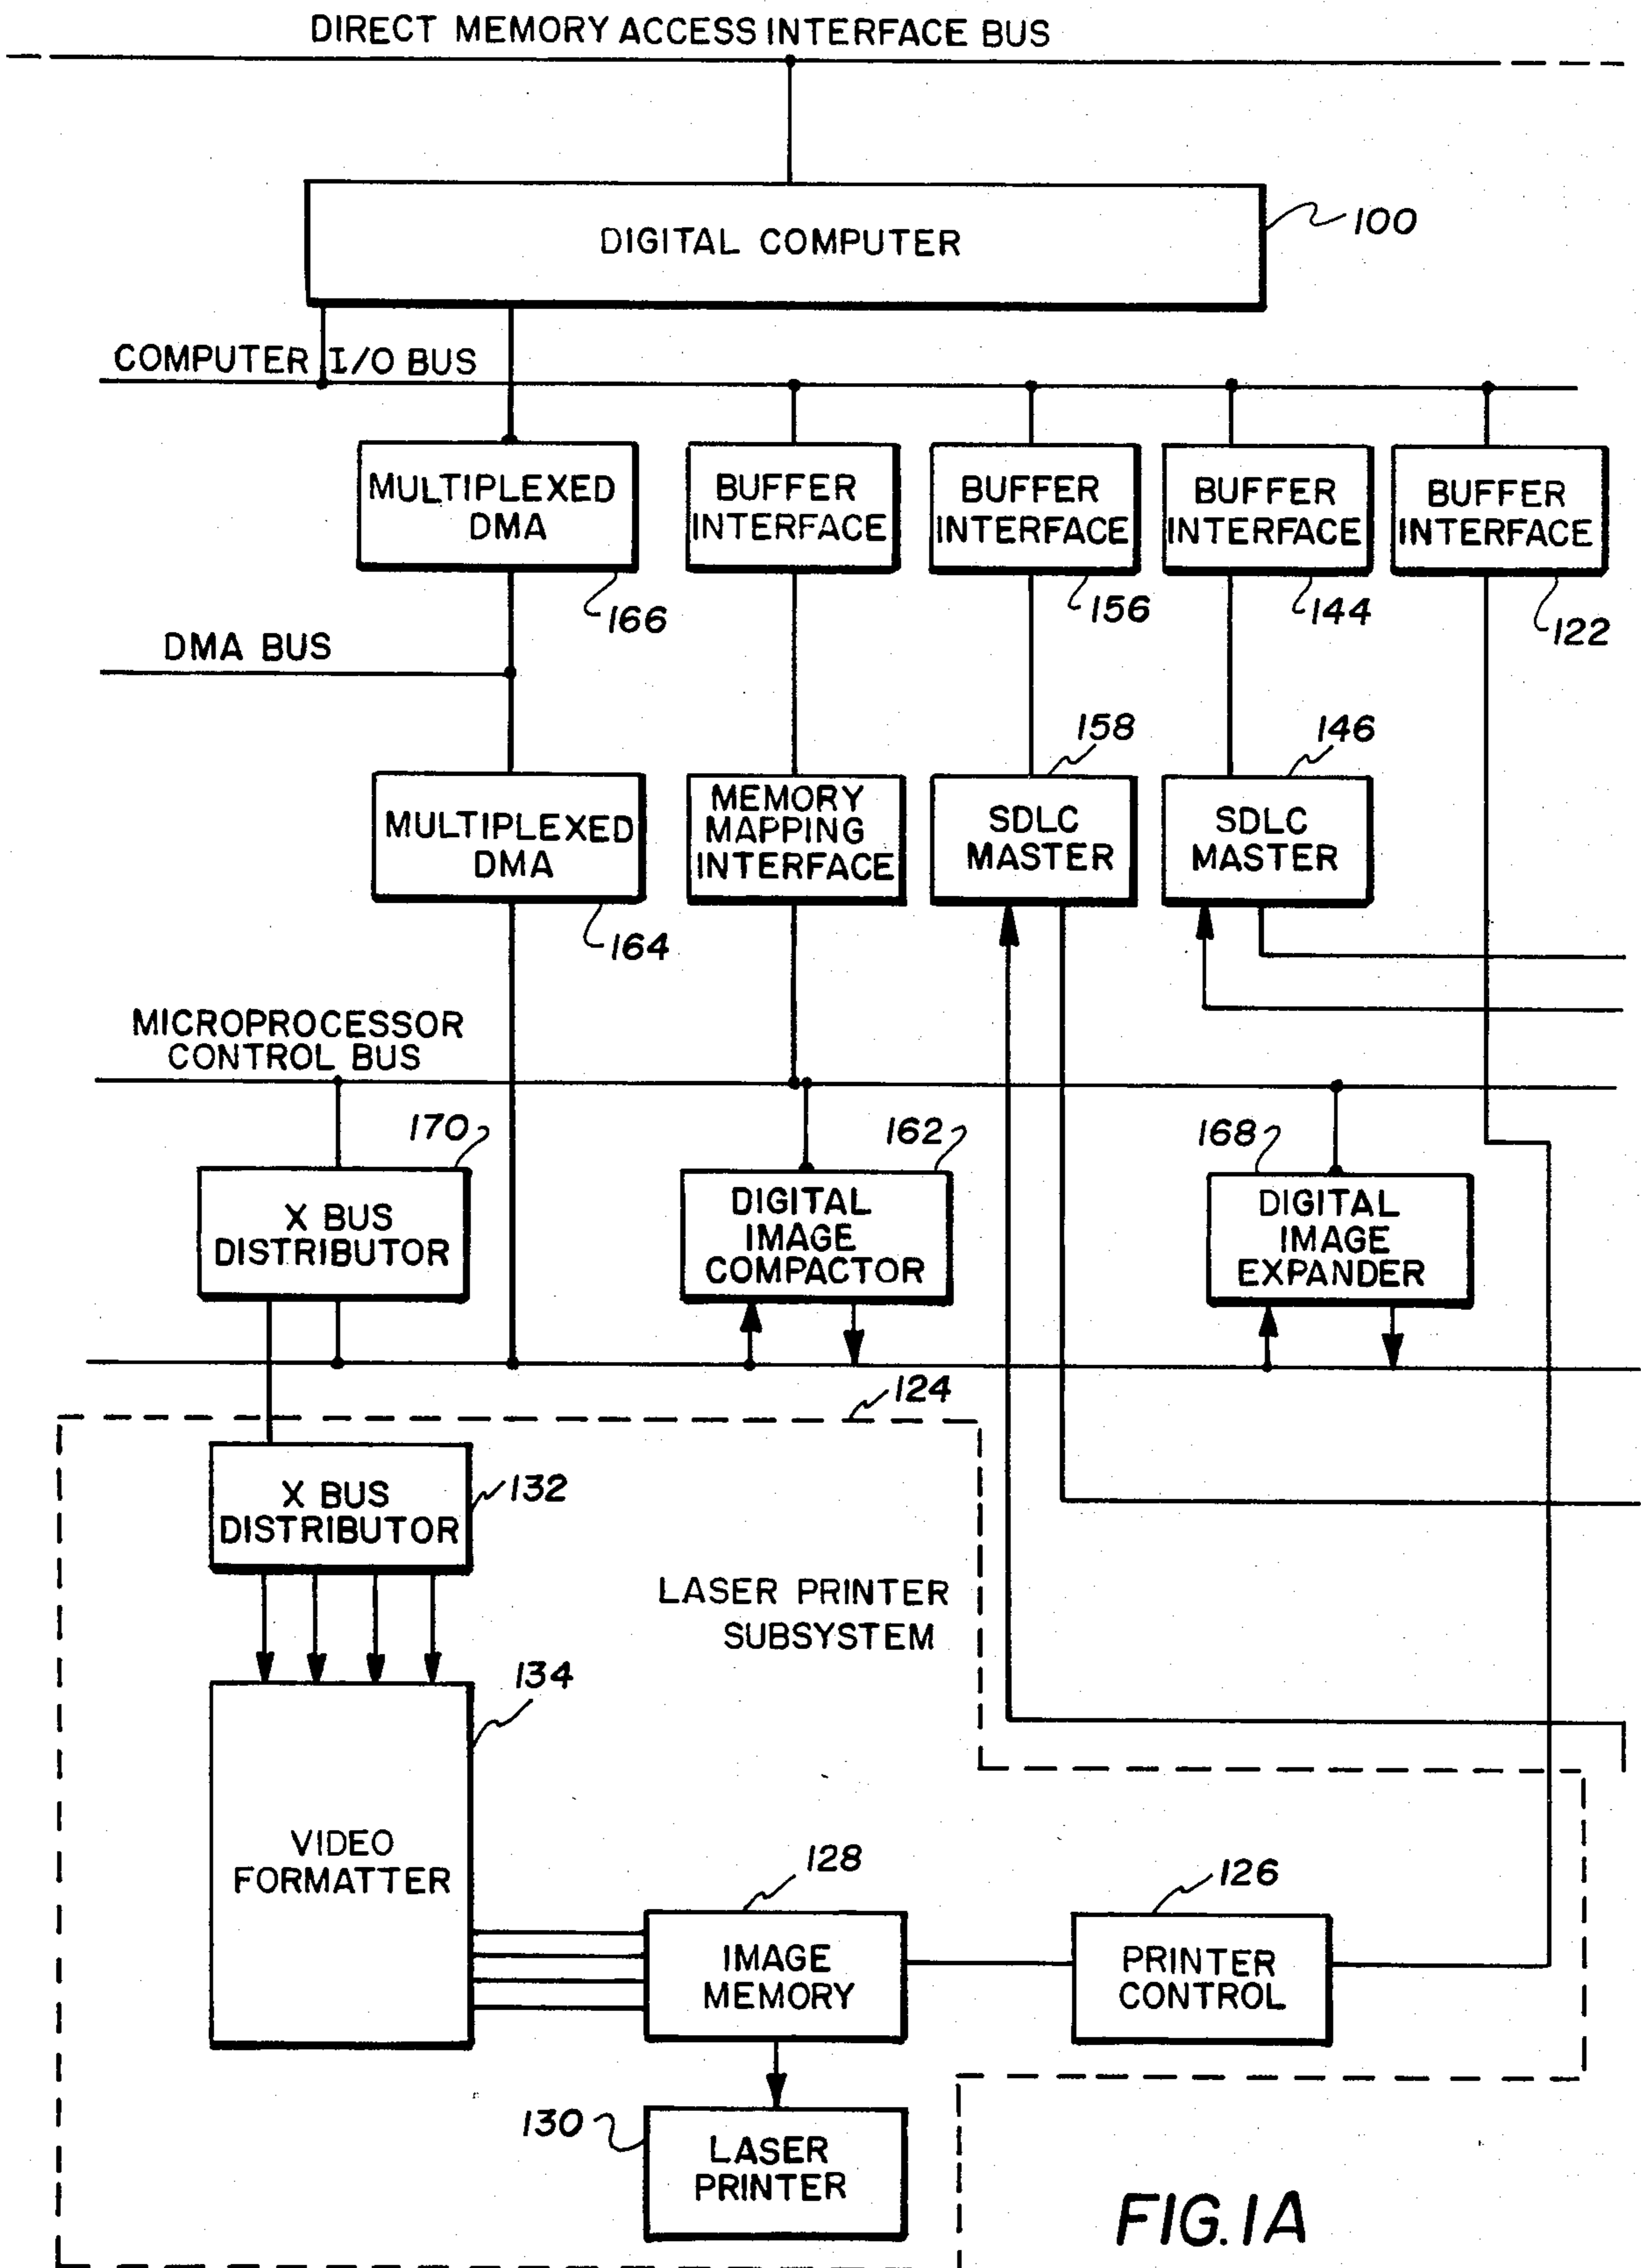 DIRECT MEMORY ACCESS INTERFACE BUS
DIGITAL COMPUTER
100
COMPUTER I/O BUS
MULTIPLEXED
DMA
166
BUFFER
INTERFACE
BUFFER
INTERFACE
156
BUFFER
INTERFACE
144
BUFFER
INTERFACE
122
DMA BUS
MULTIPLEXED
DMA
164
MEMORY
MAPPING
INTERFACE
158
SDLC
MASTER
146
SDLC
MASTER
MICROPROCESSOR
CONTROL BUS
170
X BUS
DISTRIBUTOR
162
DIGITAL
IMAGE
COMPACTOR
168
DIGITAL
IMAGE
EXPANDER
124
X BUS
DISTRIBUTOR
132
LASER PRINTER
SUBSYSTEM
134
VIDEO
FORMATTER
128
IMAGE
MEMORY
126
PRINTER
CONTROL
130
LASER
PRINTER
FIG. 1A